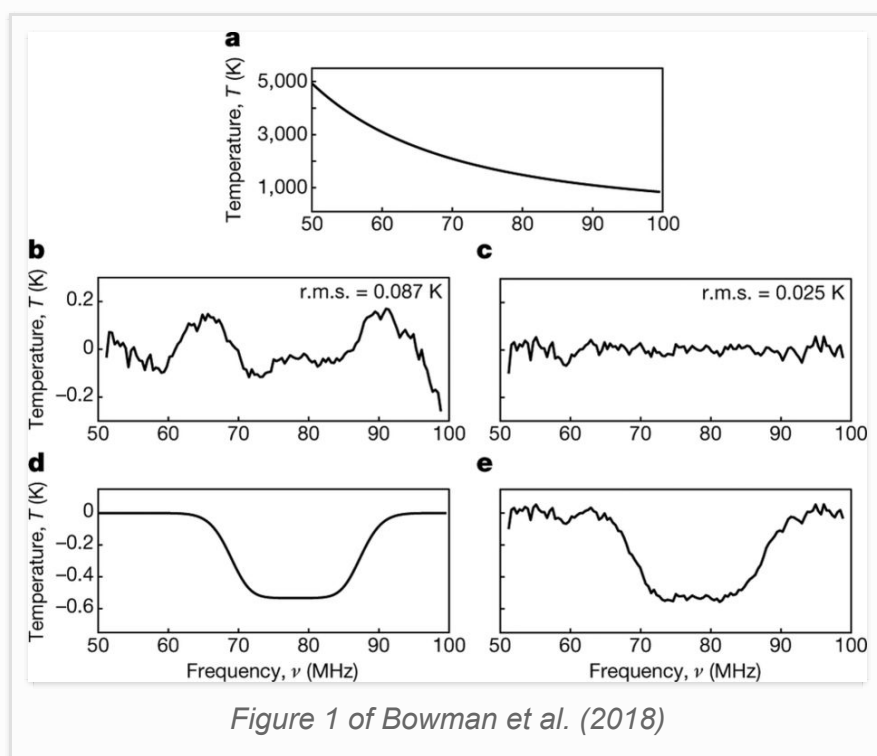 a
Temperature, T (K)
5,000
3,000
1,000
50 60 70 80 90 100
b
Temperature, T (K)
r.m.s. = 0.087 K
0.2
0
−0.2
50 60 70 80 90 100
c
r.m.s. = 0.025 K
50 60 70 80 90 100
d
Temperature, T (K)
0
−0.2
−0.4
−0.6
50 60 70 80 90 100
Frequency, ν (MHz)
e
50 60 70 80 90 100
Frequency, ν (MHz)
Figure 1 of Bowman et al. (2018)